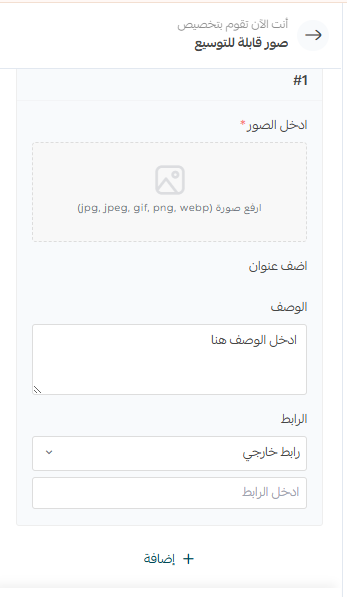 أنت الآن تقوم بتخصيص
صور قابلة للتوسيع
#1
ادخل الصور *
ارفع صورة (jpg, jpeg, gif, png, webp)
اضف عنوان
الوصف
ادخل الوصف هنا
الرابط
رابط خارجي
ادخل الرابط
+ إضافة